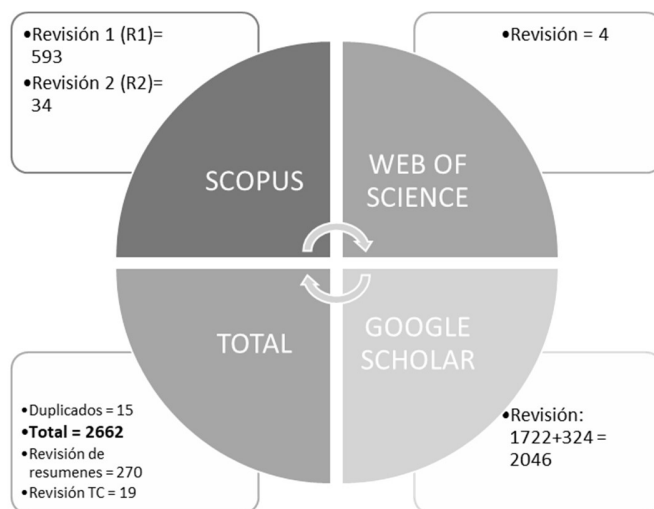 •Revisión 1 (R1)=
593
•Revisión 2 (R2)=
34
•Revisión = 4
SCOPUS
WEB OF
SCIENCE
TOTAL
GOOGLE
SCHOLAR
•Duplicados = 15
•Total = 2662
•Revisión de
resumenes = 270
•Revisión TC = 19
•Revisión:
1722+324 =
2046